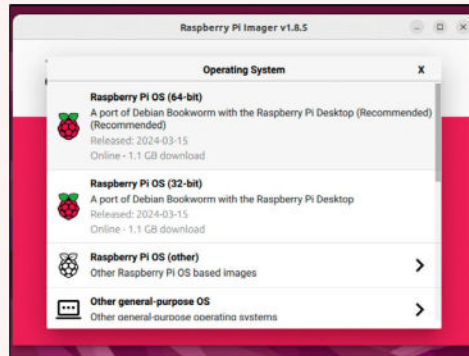 Raspberry Pi Imager v1.8.5
Operating System X
Raspberry Pi OS (64-bit)
A port of Debian Bookworm with the Raspberry Pi Desktop (Recommended)
(Recommended)
Released: 2024-03-15
Online - 1.1 GB download
Raspberry Pi OS (32-bit)
A port of Debian Bookworm with the Raspberry Pi Desktop
Released: 2024-03-15
Online - 1.1 GB download
Raspberry Pi OS (other)
Other Raspberry Pi OS based images
Other general-purpose OS
Other general-purpose operating systems